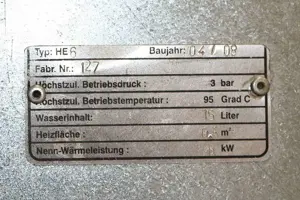 Typ: HE 6 Baujahr: 04/09
Fabr. Nr.: 127
Höchstzul. Betriebsdruck : 3 bar
Höchstzul. Betriebstemperatur : 95 Grad C
Wasserinhalt: Liter
Heizfläche : m²
Nenn-Wärmeleistung : kW